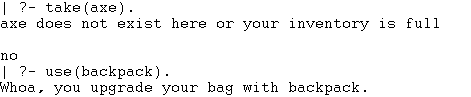 | ?- take(axe).
axe does not exist here or your inventory is full
no
| ?- use(backpack).
Whoa, you upgrade your bag with backpack.